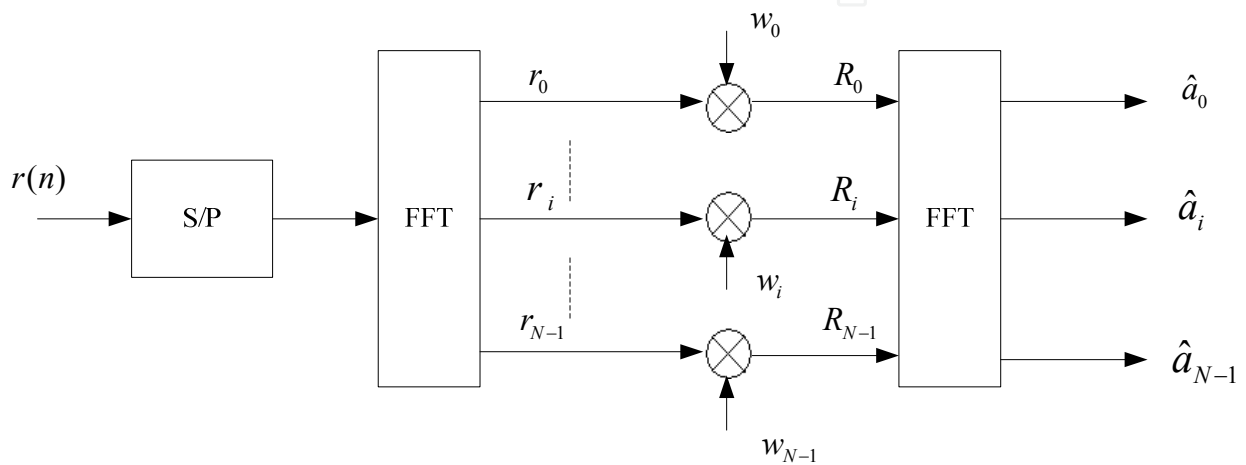 w_0
r_0
R_0
â_0
r(n)
S/P
FFT
r_i
R_i
FFT
â_i
w_i
r_{N-1}
R_{N-1}
â_{N-1}
w_{N-1}